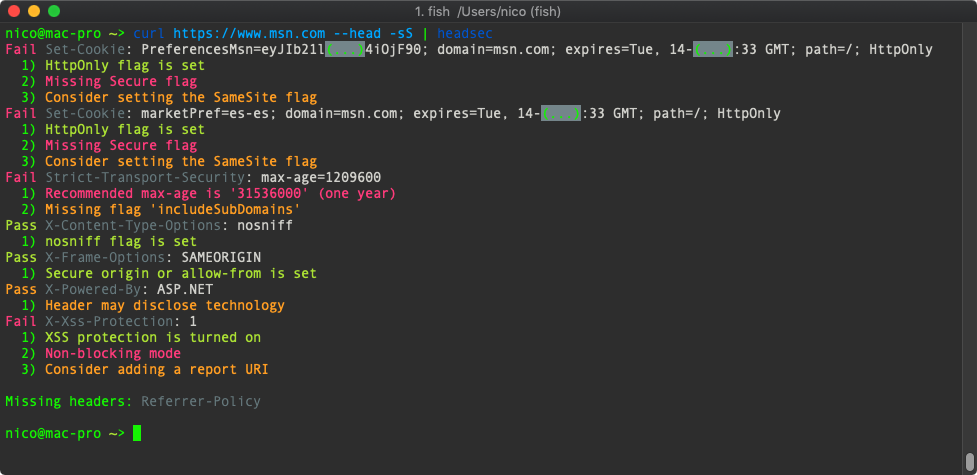 1. fish  /Users/nico (fish)
nico@mac-pro ~> curl https://www.msn.com --head -sS | headsec
Fail Set-Cookie: PreferencesMsn=eyJIb21l(...)4iOjF90; domain=msn.com; expires=Tue, 14-(...):33 GMT; path=/; HttpOnly
  1) HttpOnly flag is set
  2) Missing Secure flag
  3) Consider setting the SameSite flag
Fail Set-Cookie: marketPref=es-es; domain=msn.com; expires=Tue, 14-(...):33 GMT; path=/; HttpOnly
  1) HttpOnly flag is set
  2) Missing Secure flag
  3) Consider setting the SameSite flag
Fail Strict-Transport-Security: max-age=1209600
  1) Recommended max-age is '31536000' (one year)
  2) Missing flag 'includeSubDomains'
Pass X-Content-Type-Options: nosniff
  1) nosniff flag is set
Pass X-Frame-Options: SAMEORIGIN
  1) Secure origin or allow-from is set
Pass X-Powered-By: ASP.NET
  1) Header may disclose technology
Fail X-Xss-Protection: 1
  1) XSS protection is turned on
  2) Non-blocking mode
  3) Consider adding a report URI
Missing headers: Referrer-Policy
nico@mac-pro ~>